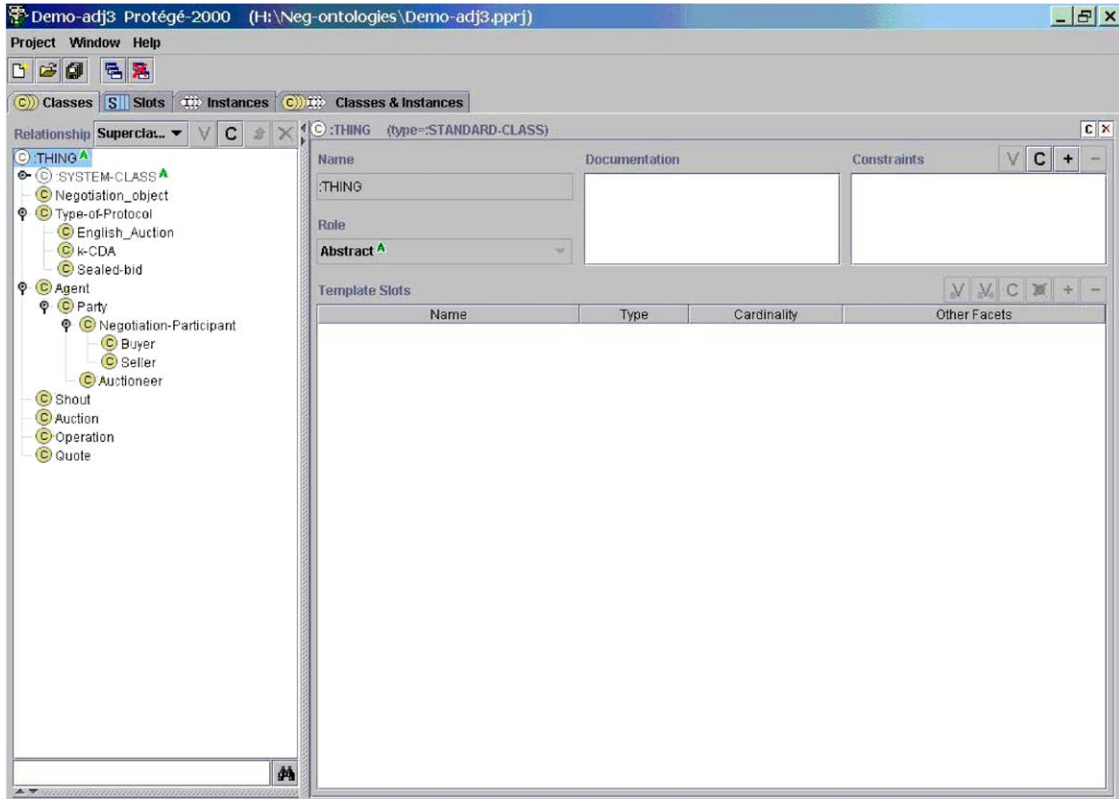 Demo-adj3 Protégé-2000 (H:\Neg-ontologies\Demo-adj3.pprj)
Project Window Help
Classes S Slots Instances Classes & Instances
Relationship Superclas... V C
C :THING A
C :SYSTEM-CLASS A
C Negotiation_object
C Type-of-Protocol
C English_Auction
C k-CDA
C Sealed-bid
C Agent
C Party
C Negotiation-Participant
C Buyer
C Seller
C Auctioneer
C Shout
C Auction
C Operation
C Quote
C :THING (type=:STANDARD-CLASS) C X
Name Documentation Constraints V C + -
:THING
Role
Abstract A
Template Slots V V C + -
Name Type Cardinality Other Facets